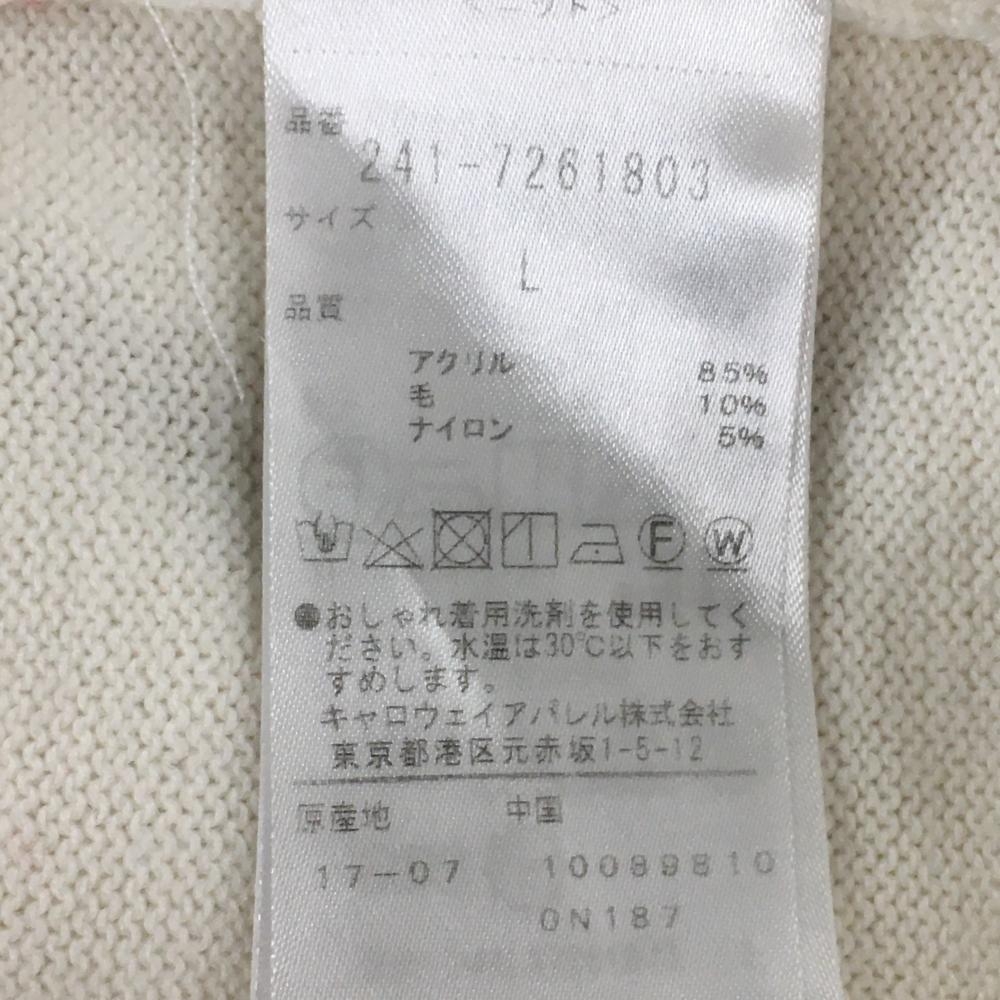 <ニット>
品番
241-7261803
サイズ
L
品質
アクリル 85%
毛 10%
ナイロン 5%
F W
●おしゃれ着用洗剤を使用してく
ださい。水温は30℃以下をおす
すめします。
キャロウェイアパレル株式会社
東京都港区元赤坂1-5-12
原産地 中国
17-07 10089810
0N187